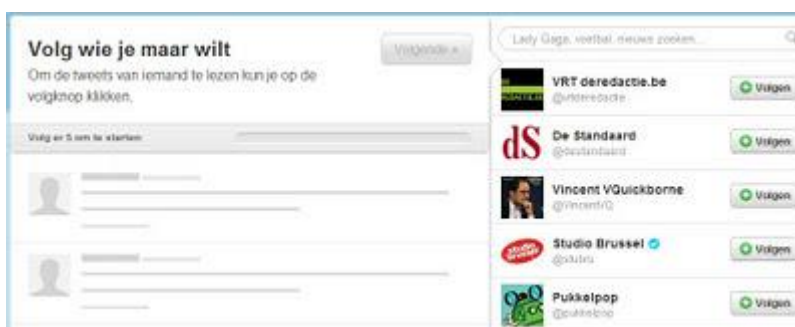 Volg wie je maar wilt
Om de tweets van iemand te lezen kun je op de
volgknop klikken.
Volgende »
Volg er 5 om te starten
Lady Gaga, voetbal, nieuws zoeken...
VRT deredactie.be
@vrtderedactie
Volgen
dS
De Standaard
@destandaard
Volgen
Vincent VQuickborne
@VincentVQ
Volgen
Studio Brussel
Studio Brussel
@stubru
Volgen
Pukkelpop
@pukkelpop
Volgen